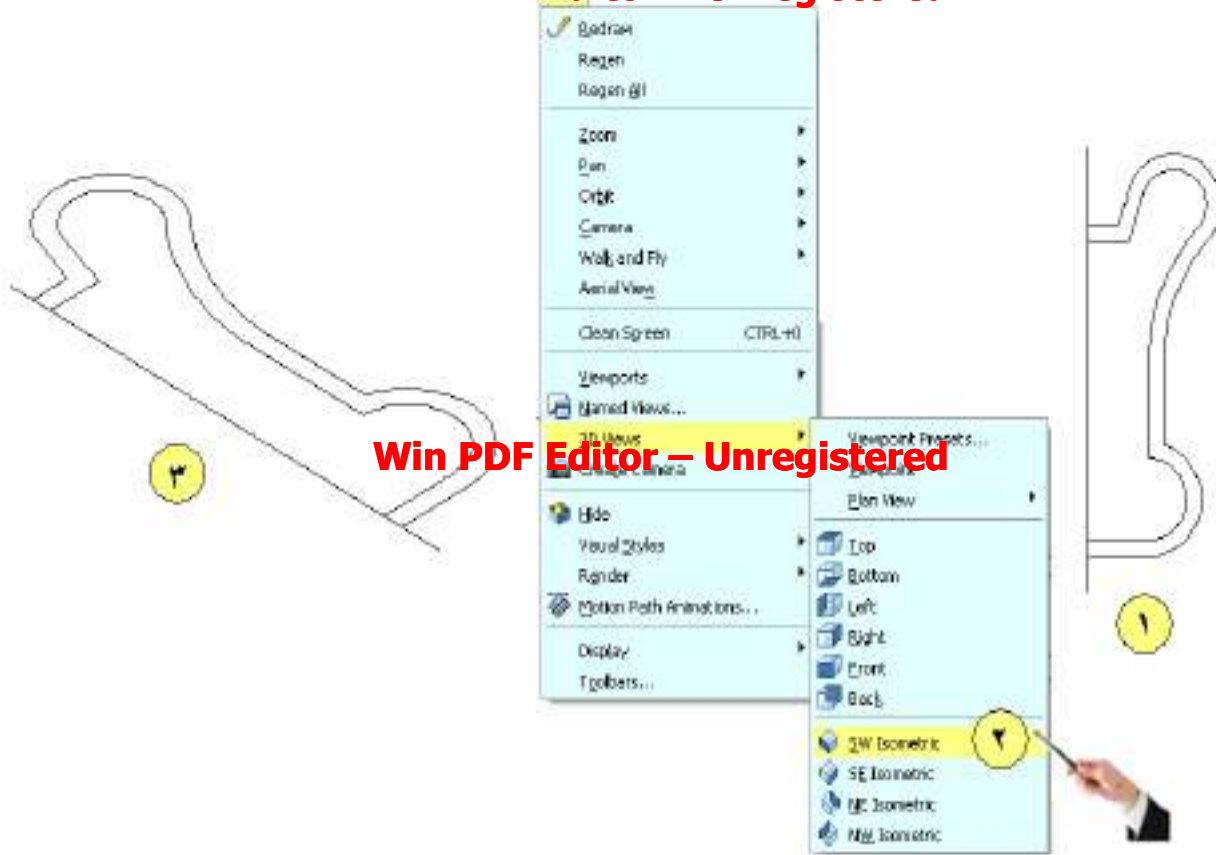 Redraw
Regen
Regen All
Zoom
Pan
Orbit
Camera
Walk and Fly
Aerial View
Clean Screen CTRL+0
Viewports
Named Views...
3D Views
Create Camera
Hide
Visual Styles
Render
Motion Path Animations...
Display
Toolbars...
Viewpoint Presets...
Plan View
Top
Bottom
Left
Right
Front
Back
SW Isometric
SE Isometric
NE Isometric
NW Isometric
Win PDF Editor – Unregistered
١
٢
٣